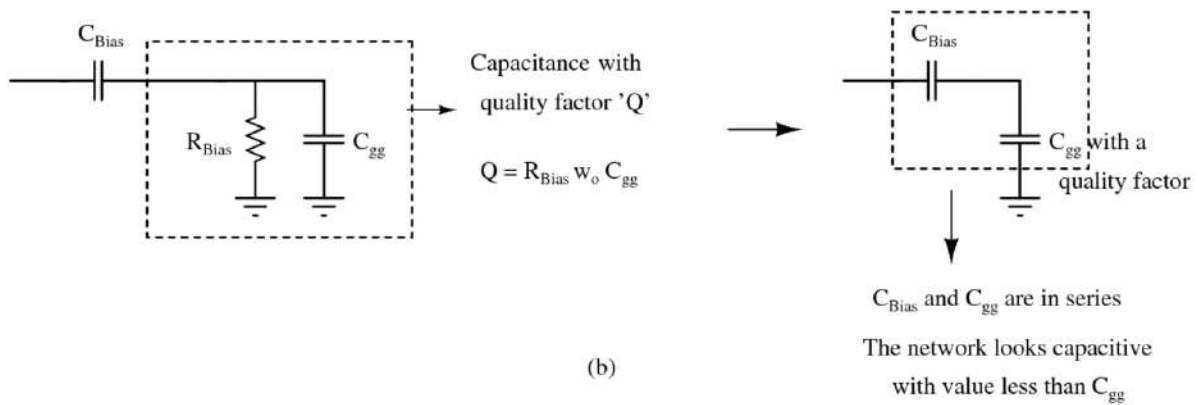 C_Bias
R_Bias
C_gg
Capacitance with
quality factor 'Q'
Q = R_Bias w_o C_gg
C_Bias
C_gg with a
quality factor
C_Bias and C_gg are in series
The network looks capacitive
with value less than C_gg
(b)